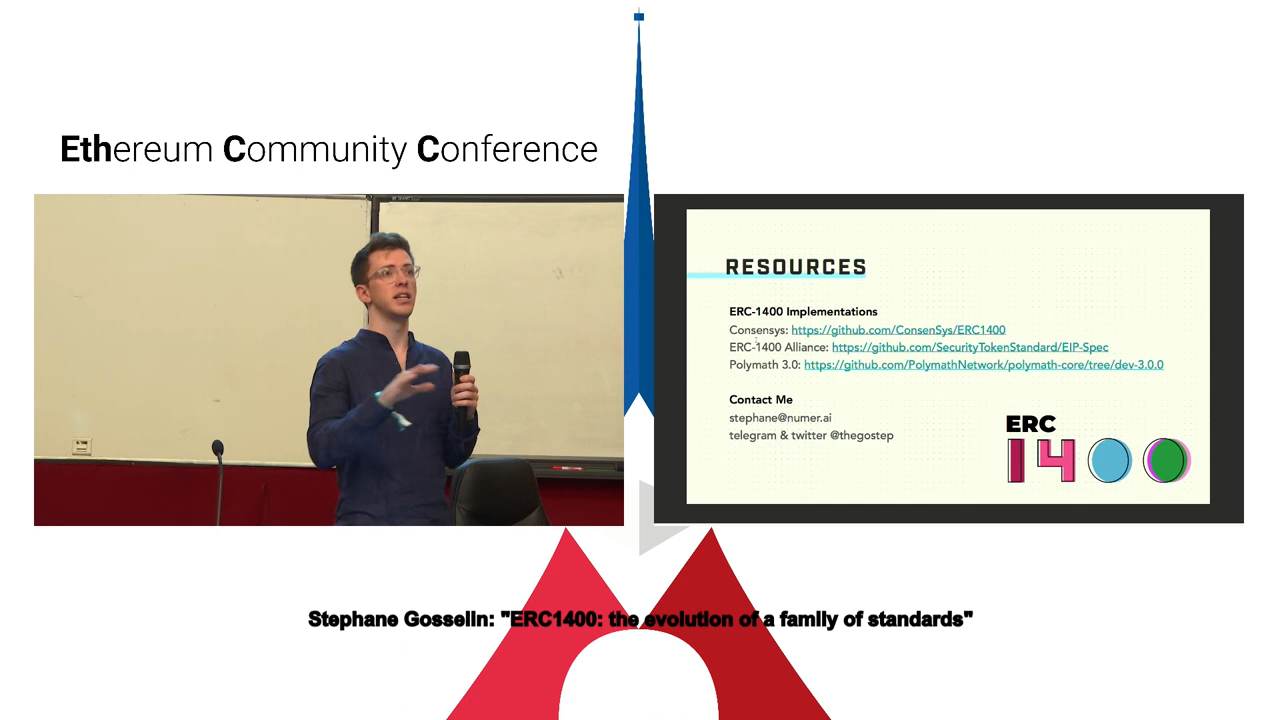 Ethereum Community Conference
RESOURCES
ERC-1400 Implementations
Consensys: https://github.com/ConsenSys/ERC1400
ERC-1400 Alliance: https://github.com/SecurityTokenStandard/EIP-Spec
Polymath 3.0: https://github.com/PolymathNetwork/polymath-core/tree/dev-3.0.0
Contact Me
stephane@numer.ai
telegram & twitter @thegostep
ERC
1400
Stephane Gosselin: "ERC1400: the evolution of a family of standards"